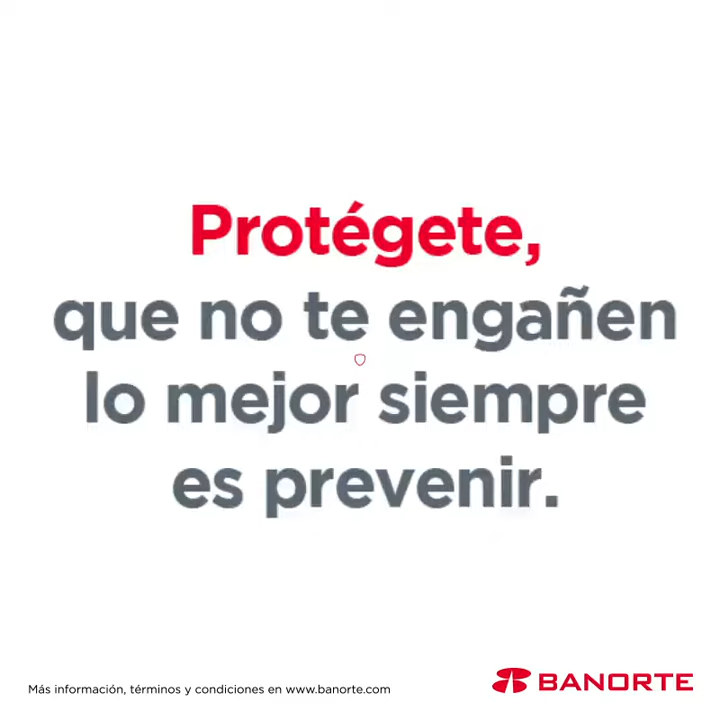 Protégete,
que no te engañen
lo mejor siempre
es prevenir.
Más información, términos y condiciones en www.banorte.com
BANORTE